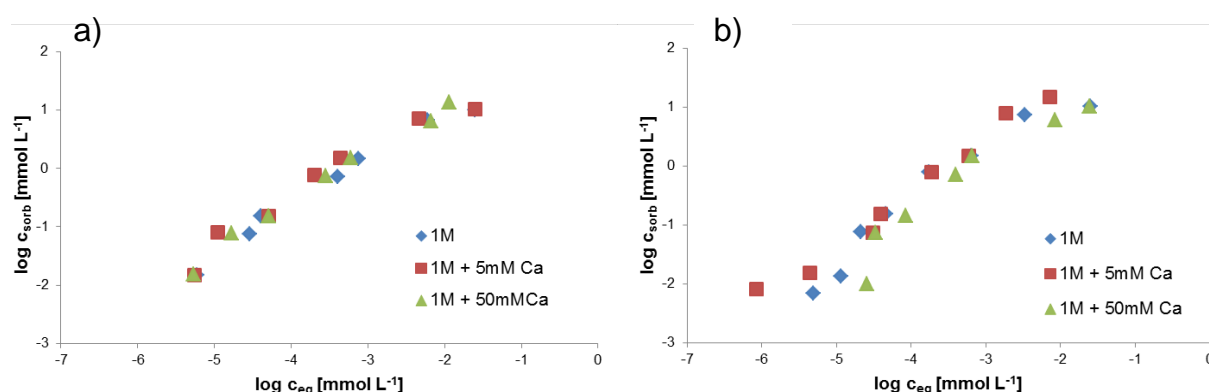 a)
2
1
0
-1
-2
-3
-7
-6
-5
-4
-3
-2
-1
0
log c_sorb [mmol L⁻¹]
log c_eq [mmol L⁻¹]
1M
1M + 5mM Ca
1M + 50mMCa
b)
2
1
0
-1
-2
-3
-7
-6
-5
-4
-3
-2
-1
0
log c_sorb [mmol L⁻¹]
log c_eq [mmol L⁻¹]
1M
1M + 5mM Ca
1M + 50mM Ca